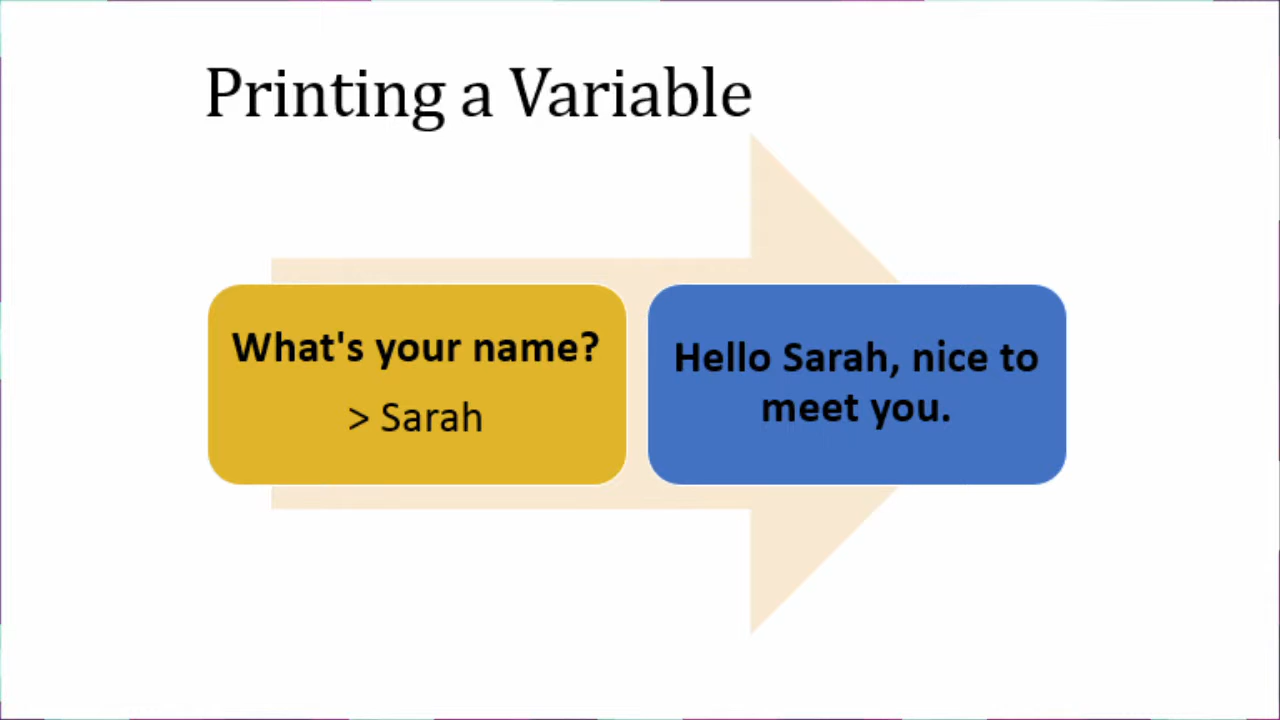 Printing a Variable
What's your name?
> Sarah
Hello Sarah, nice to
meet you.